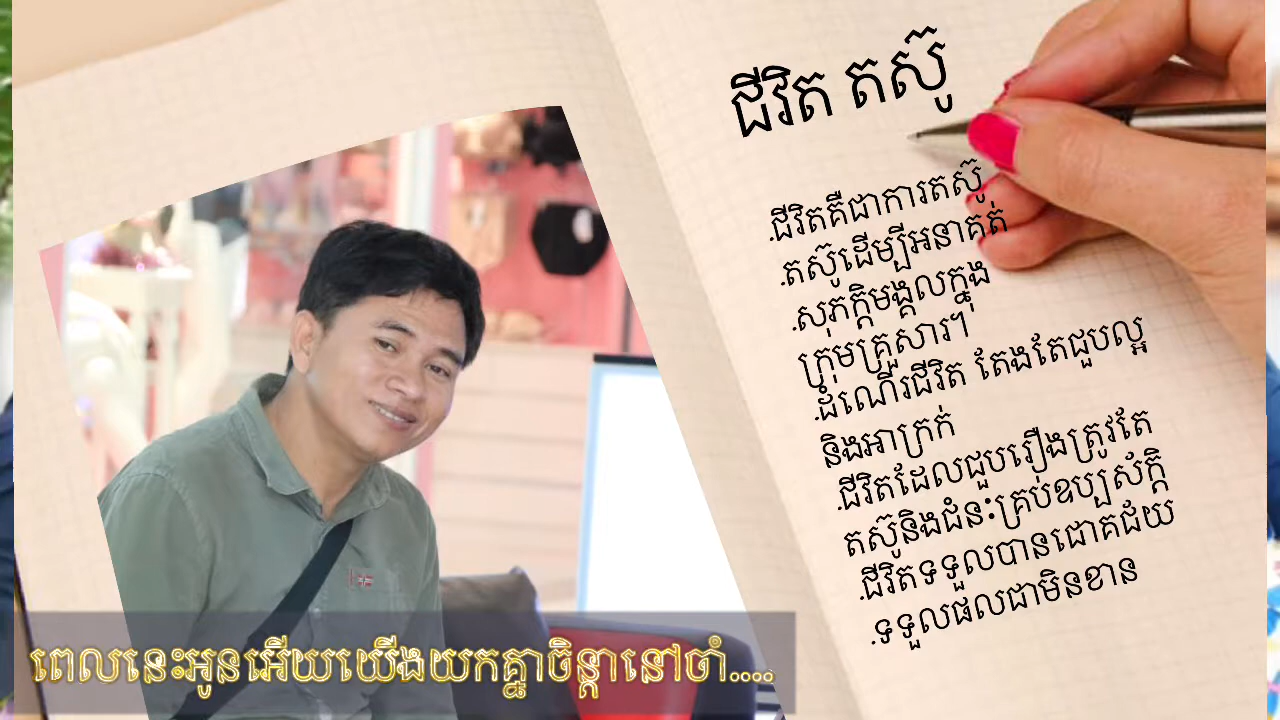 ជីវិត តស៊ូ
.ជីវិតគឺជាការតស៊ូ
.តស៊ូដើម្បីអនាគត់
.សុភក្តិមង្គលក្នុង
ក្រុមគ្រួសារ។
.ដំណើរជីវិត តែងតែជួបល្អ
និងអាក្រក់
.ជីវិតដែលជួបរឿងត្រូវតែ
តស៊ូនិងជំនះគ្រប់ឧប្បស័ក្តិ
.ជីវិតទទួលបានជោគជ័យ
.ទទួលផលជាមិនខាន
ពេលនេះអូនអើយយើងយកគ្នាចិន្តានៅចាំ....